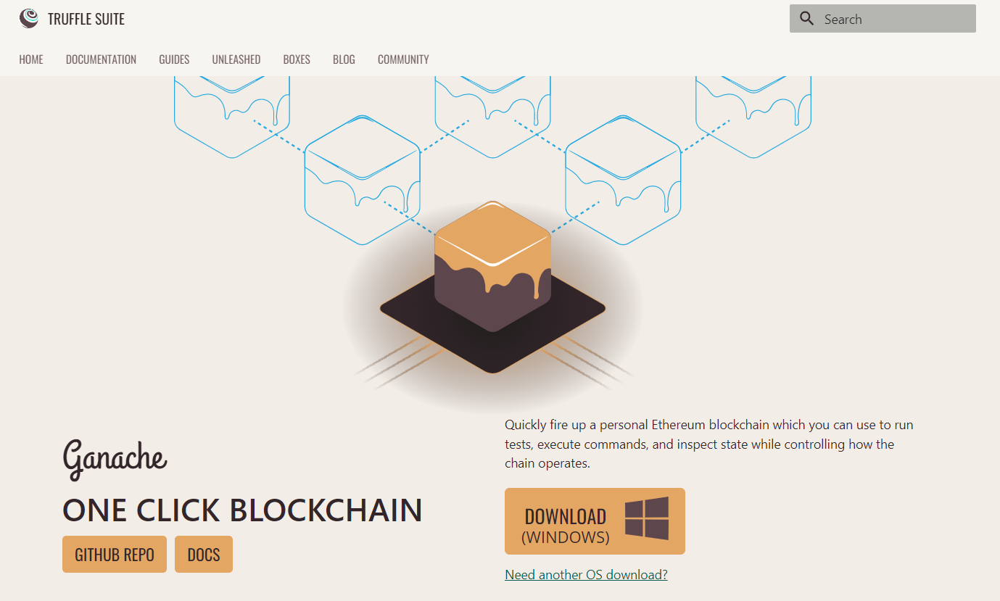 TRUFFLE SUITE
Search
HOME DOCUMENTATION GUIDES UNLEASHED BOXES BLOG COMMUNITY
Ganache
ONE CLICK BLOCKCHAIN
GITHUB REPO DOCS
Quickly fire up a personal Ethereum blockchain which you can use to run
tests, execute commands, and inspect state while controlling how the
chain operates.
DOWNLOAD
(WINDOWS)
Need another OS download?